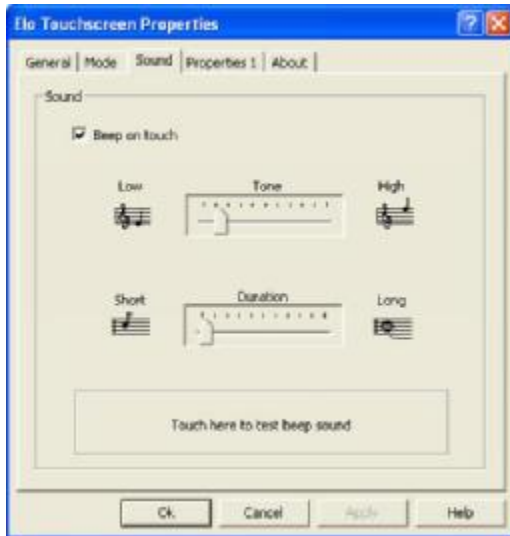 Elo Touchscreen Properties
General Mode Sound Properties 1 About
Sound
Beep on touch
Low Tone High
Short Duration Long
Touch here to test beep sound
Ok Cancel Apply Help